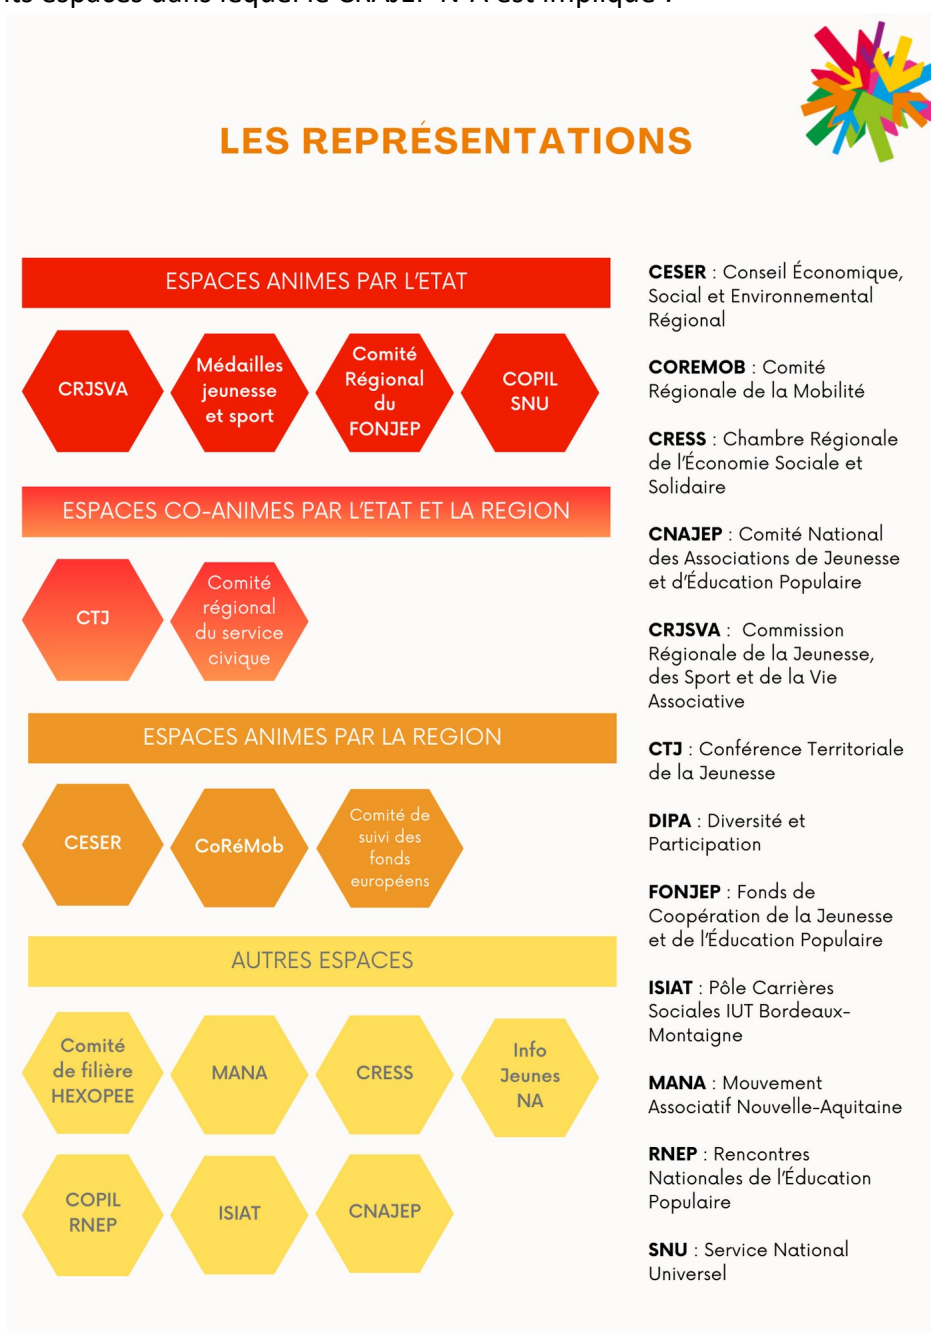 espaces dans lequel le CRAJEP N-A est impliqué :
LES REPRÉSENTATIONS
ESPACES ANIMES PAR L'ETAT
CRJSVA
Médailles
jeunesse
et sport
Comité
Régional
du
FONJEP
COPIL
SNU
ESPACES CO-ANIMES PAR L'ETAT ET LA REGION
CTJ
Comité
régional
du service
civique
ESPACES ANIMES PAR LA REGION
CESER
CoRéMob
Comité de
suivi des
fonds
européens
AUTRES ESPACES
Comité
de filière
HEXOPEE
MANA
CRESS
Info
Jeunes
NA
COPIL
RNEP
ISIAT
CNAJEP
CESER : Conseil Économique,
Social et Environnemental
Régional
COREMOB : Comité
Régionale de la Mobilité
CRESS : Chambre Régionale
de l'Économie Sociale et
Solidaire
CNAJEP : Comité National
des Associations de Jeunesse
et d'Éducation Populaire
CRJSVA : Commission
Régionale de la Jeunesse,
des Sport et de la Vie
Associative
CTJ : Conférence Territoriale
de la Jeunesse
DIPA : Diversité et
Participation
FONJEP : Fonds de
Coopération de la Jeunesse
et de l'Éducation Populaire
ISIAT : Pôle Carrières
Sociales IUT Bordeaux-
Montaigne
MANA : Mouvement
Associatif Nouvelle-Aquitaine
RNEP : Rencontres
Nationales de l'Éducation
Populaire
SNU : Service National
Universel